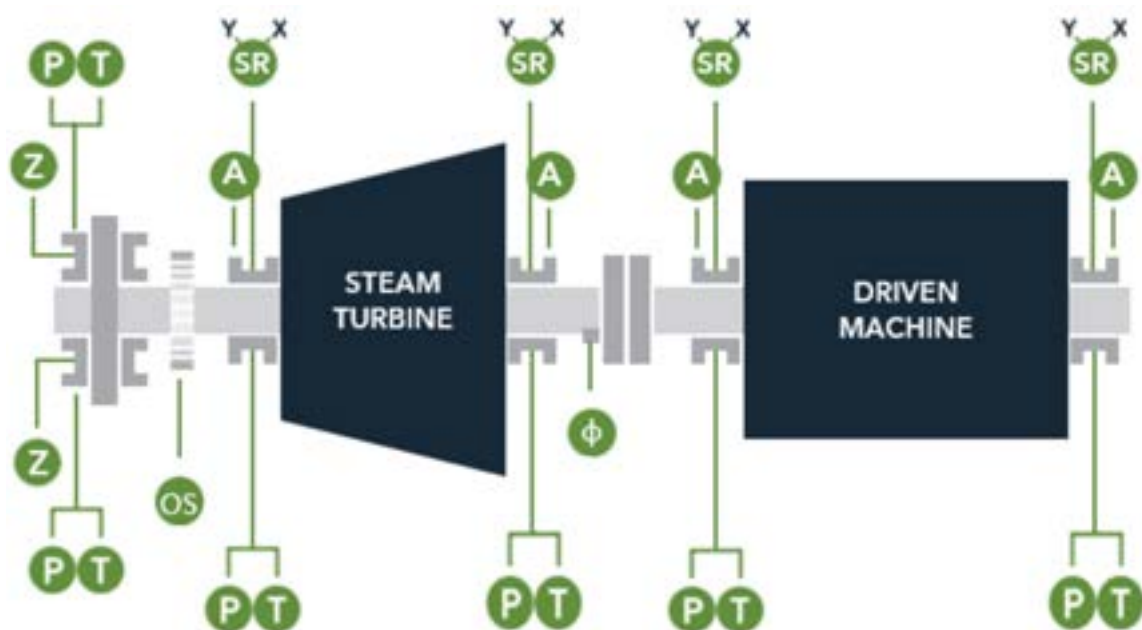 Y X Y X Y X Y X
P T SR SR SR SR
Z A A A A
STEAM
TURBINE
DRIVEN
MACHINE
Z ϕ
OS
P T
P T P T P T P T